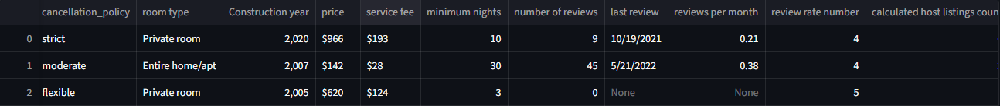 cancellation_policy room type Construction year price service fee minimum nights number of reviews last review reviews per month review rate number calculated host listings coun
0 strict Private room 2,020 $966 $193 10 9 10/19/2021 0.21 4
1 moderate Entire home/apt 2,007 $142 $28 30 45 5/21/2022 0.38 4
2 flexible Private room 2,005 $620 $124 3 0 None None 5